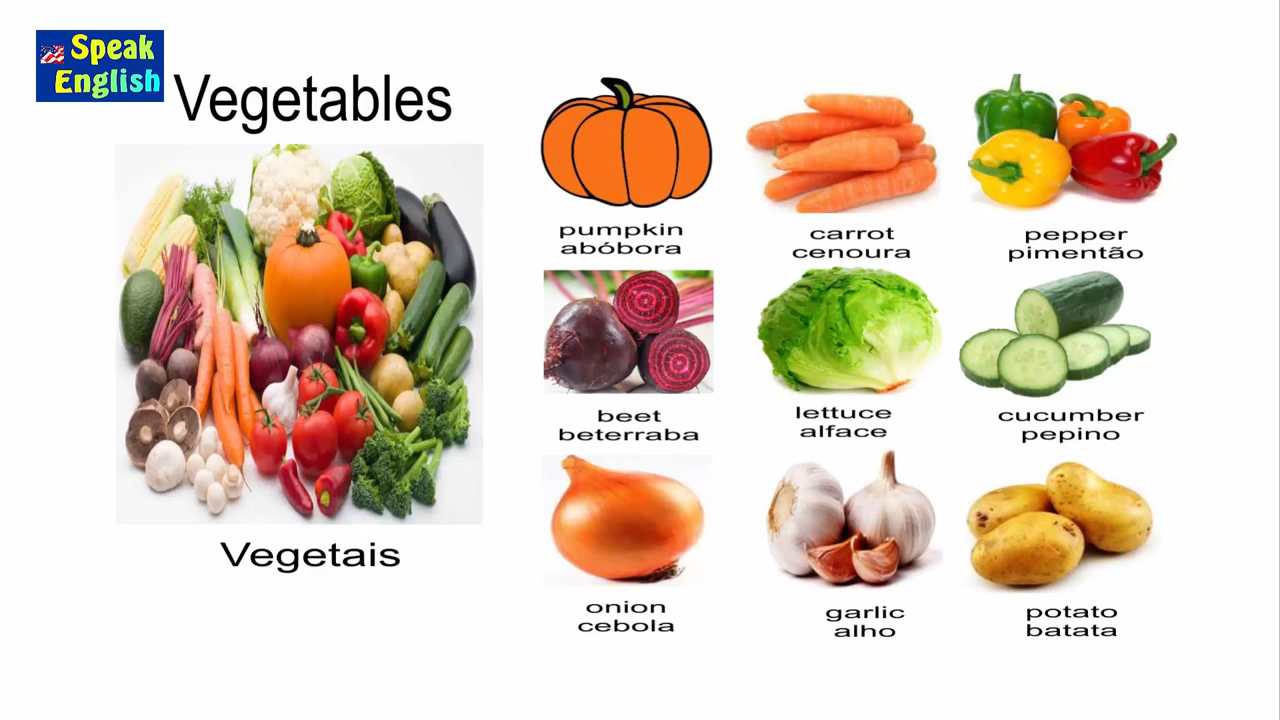 Speak
English
Vegetables
Vegetais
pumpkin
abóbora
carrot
cenoura
pepper
pimentão
beet
beterraba
lettuce
alface
cucumber
pepino
onion
cebola
garlic
alho
potato
batata